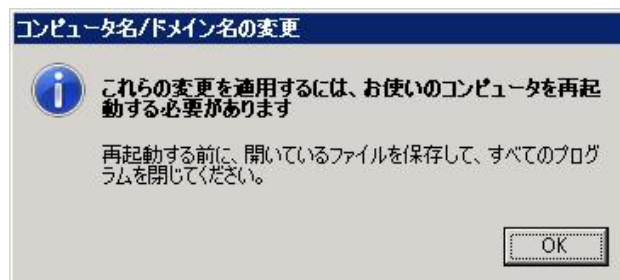 コンピュータ名/ドメイン名の変更
これらの変更を適用するには、お使いのコンピュータを再起
動する必要があります
再起動する前に、開いているファイルを保存して、すべてのプログ
ラムを閉じてください。
OK